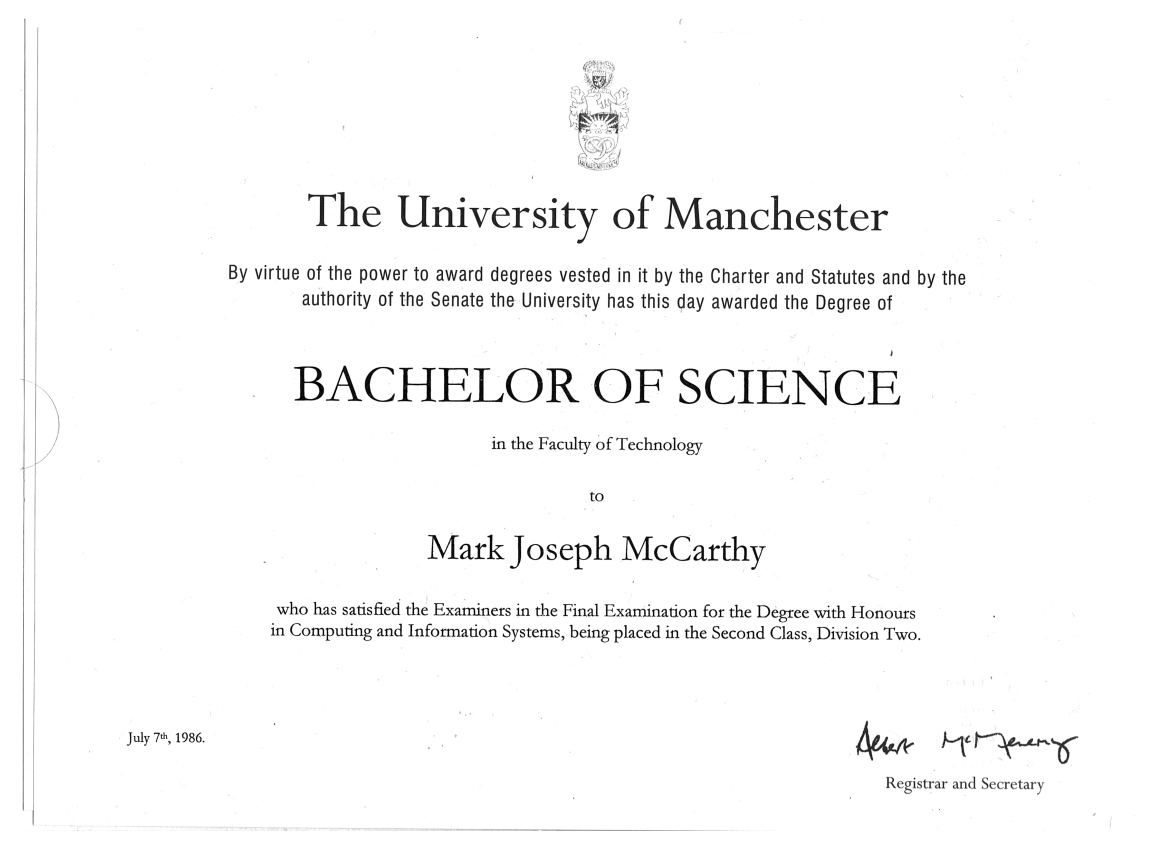 The University of Manchester
By virtue of the power to award degrees vested in it by the Charter and Statutes and by the
authority of the Senate the University has this day awarded the Degree of
BACHELOR OF SCIENCE
in the Faculty of Technology
to
Mark Joseph McCarthy
who has satisfied the Examiners in the Final Examination for the Degree with Honours
in Computing and Information Systems, being placed in the Second Class, Division Two.
July 7th, 1986.
Registrar and Secretary